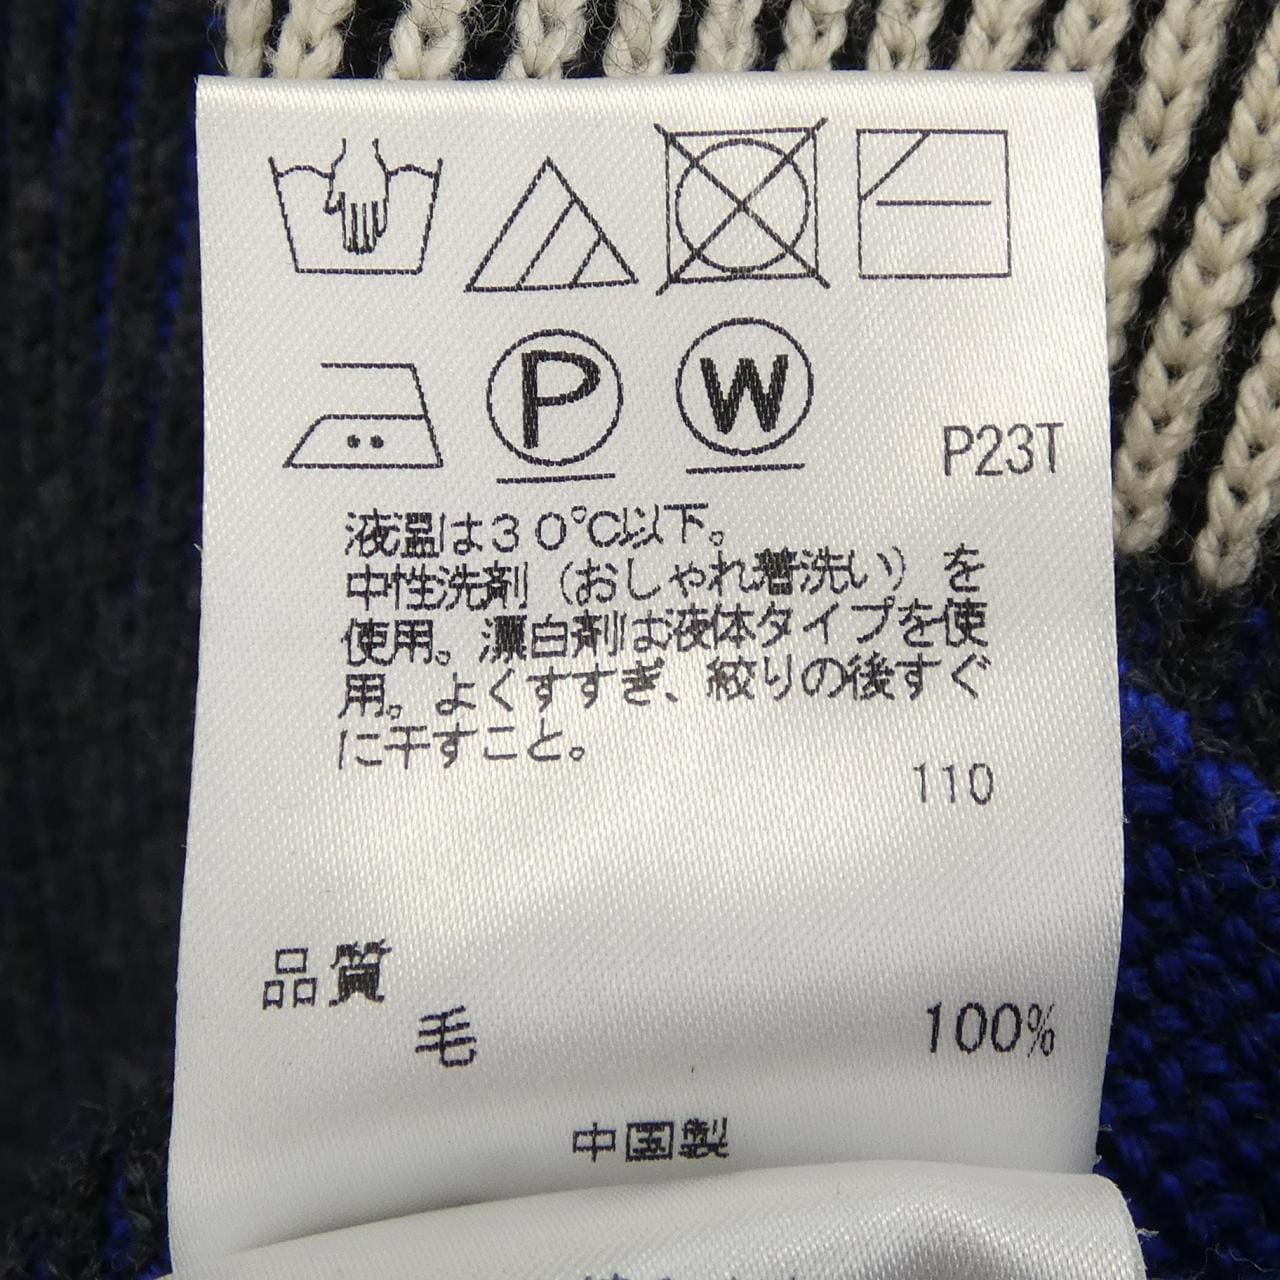 P
W
P23T
液温は30℃以下。
中性洗剤（おしゃれ着洗い）を
使用。漂白剤は液体タイプを使
用。よくすすぎ、絞りの後すぐ
に干すこと。
110
品質
毛 100%
中国製